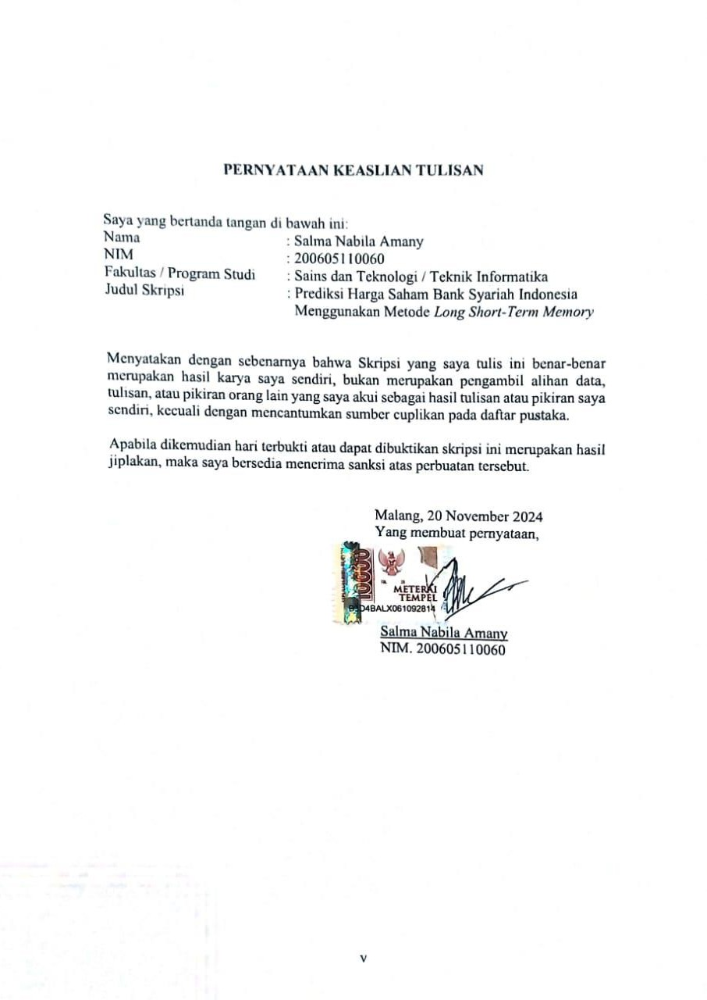 PERNYATAAN KEASLIAN TULISAN
Saya yang bertanda tangan di bawah ini:
Nama : Salma Nabila Amany
NIM : 200605110060
Fakultas / Program Studi : Sains dan Teknologi / Teknik Informatika
Judul Skripsi : Prediksi Harga Saham Bank Syariah Indonesia
Menggunakan Metode Long Short-Term Memory
Menyatakan dengan sebenarnya bahwa Skripsi yang saya tulis ini benar-benar
merupakan hasil karya saya sendiri, bukan merupakan pengambil alihan data,
tulisan, atau pikiran orang lain yang saya akui sebagai hasil tulisan atau pikiran saya
sendiri, kecuali dengan mencantumkan sumber cuplikan pada daftar pustaka.
Apabila dikemudian hari terbukti atau dapat dibuktikan skripsi ini merupakan hasil
jiplakan, maka saya bersedia menerima sanksi atas perbuatan tersebut.
Malang, 20 November 2024
Yang membuat pernyataan,
10000
METERAI
TEMPEL
Salma Nabila Amany
NIM. 200605110060
v